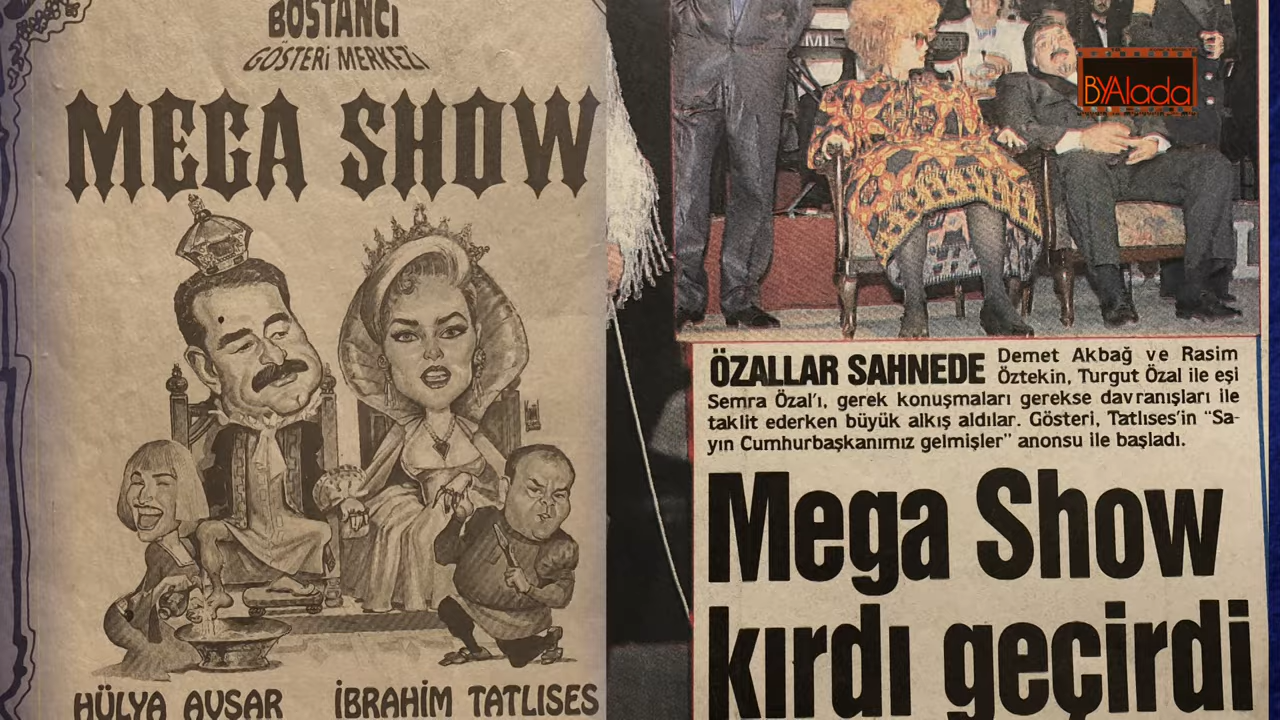 BOSTANCI
GÖSTERİ MERKEZİ
MEGA SHOW
HÜLYA AVŞAR İBRAHİM TATLISES
BYAlada
ÖZALLAR SAHNEDE Demet Akbağ ve Rasim
Öztekin, Turgut Özal ile eşi
Semra Özal'ı, gerek konuşmaları gerekse davranışları ile
taklit ederken büyük alkış aldılar. Gösteri, Tatlıses'in "Sa-
yın Cumhurbaşkanımız gelmişler" anonsu ile başladı.
Mega Show
kırdı geçirdi